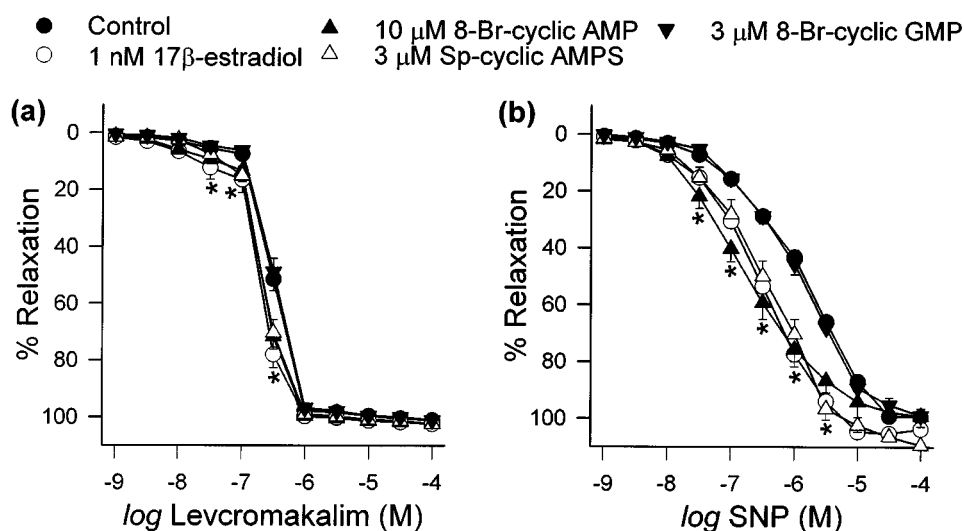 Control
10 μM 8-Br-cyclic AMP
3 μM 8-Br-cyclic GMP
1 nM 17β-estradiol
3 μM Sp-cyclic AMPS
(a)
0
20
40
60
80
100
% Relaxation
* *
*
-9 -8 -7 -6 -5 -4
log Levcromakalim (M)
(b)
0
20
40
60
80
100
% Relaxation
*
*
*
*
*
-9 -8 -7 -6 -5 -4
log SNP (M)